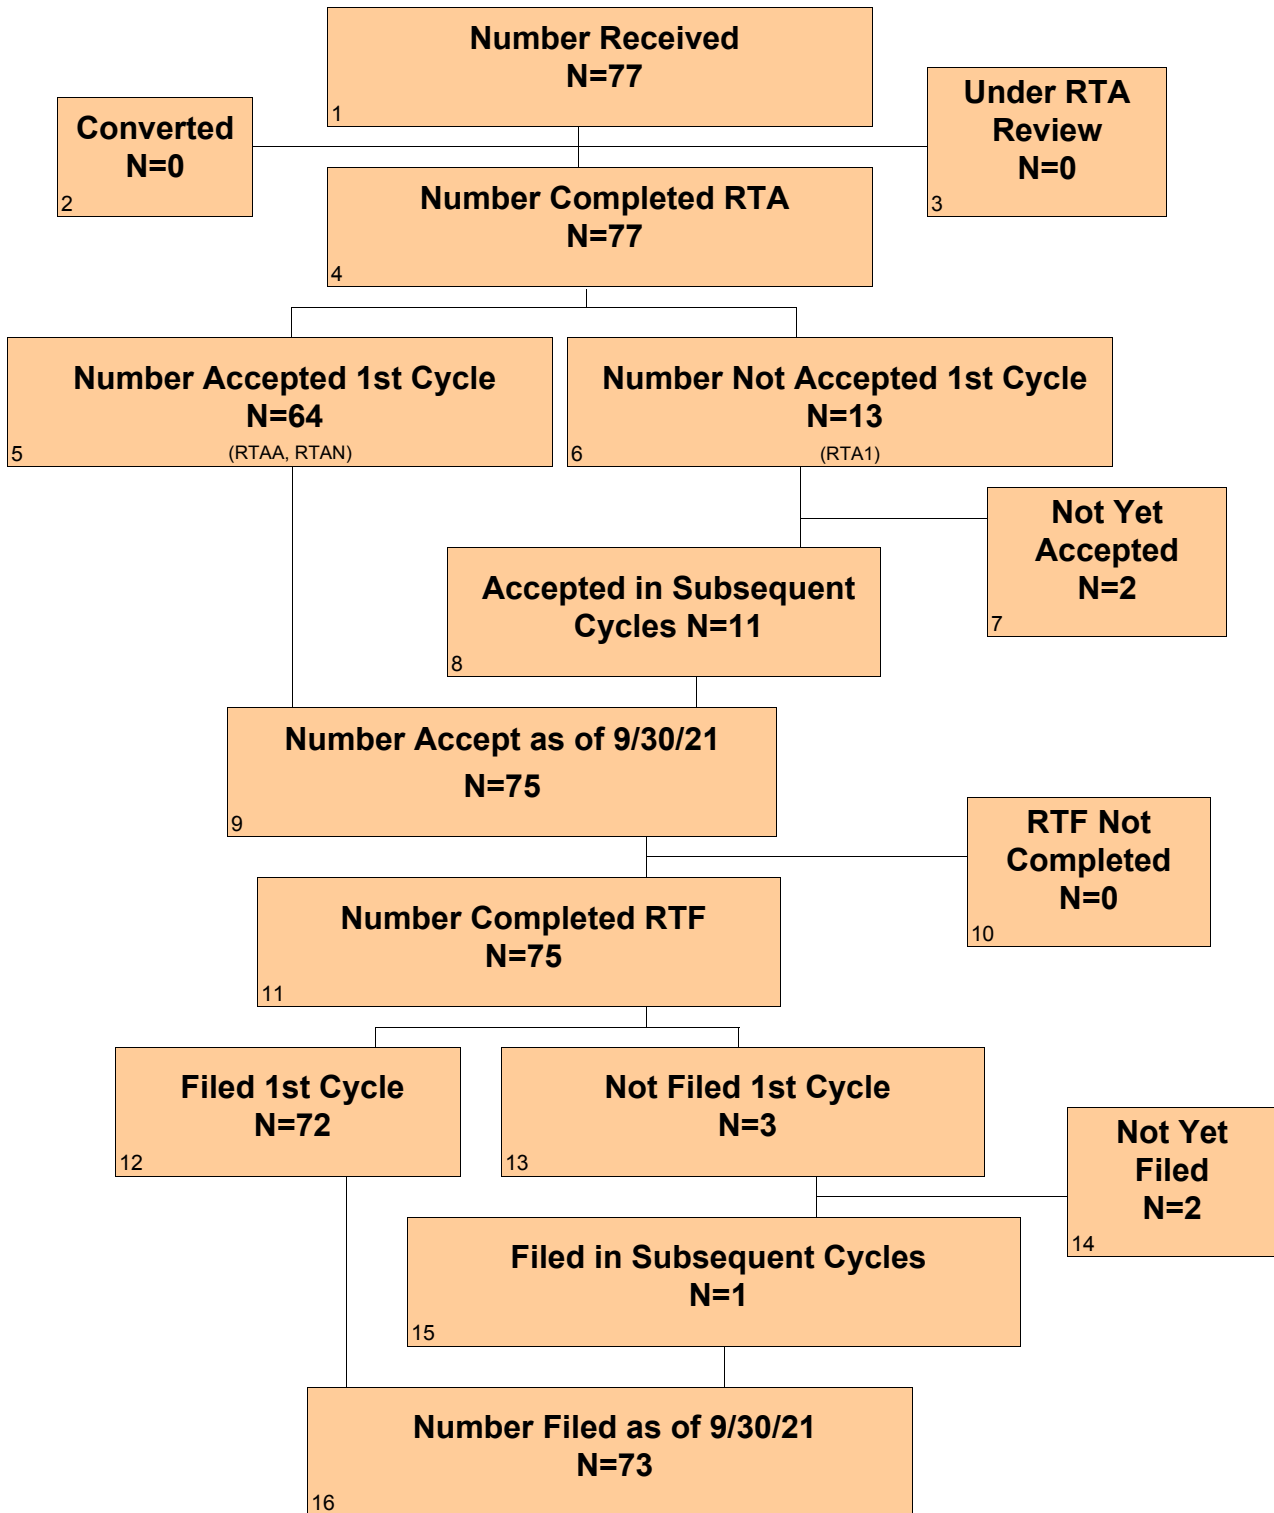 Number Received
N=77
1
Converted
N=0
2
Under RTA
Review
N=0
3
Number Completed RTA
N=77
4
Number Accepted 1st Cycle
N=64
(RTAA, RTAN)
5
Number Not Accepted 1st Cycle
N=13
(RTA1)
6
Not Yet
Accepted
N=2
7
Accepted in Subsequent
Cycles N=11
8
Number Accept as of 9/30/21
N=75
9
RTF Not
Completed
N=0
10
Number Completed RTF
N=75
11
Filed 1st Cycle
N=72
12
Not Filed 1st Cycle
N=3
13
Not Yet
Filed
N=2
14
Filed in Subsequent Cycles
N=1
15
Number Filed as of 9/30/21
N=73
16